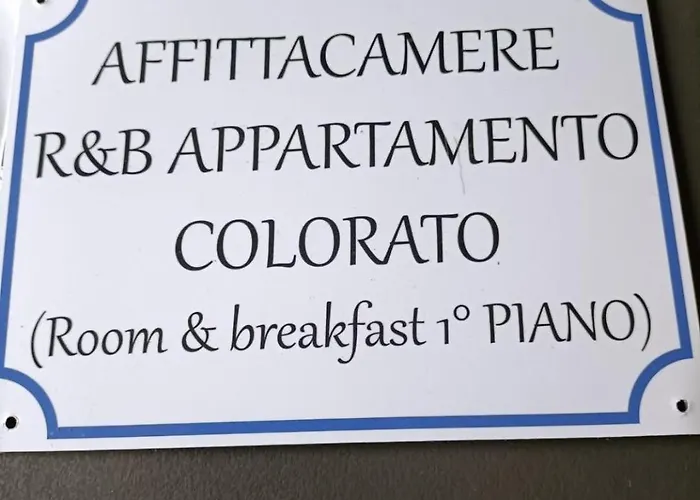 AFFITTACAMERE
R&B APPARTAMENTO
COLORATO
(Room & breakfast 1° PIANO)